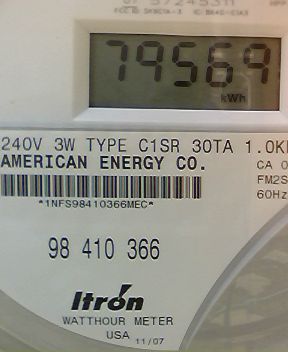 79569
kWh
240V 3W TYPE C1SR 30TA 1.0K
AMERICAN ENERGY CO.
CA 0
FM2S
60Hz
*1NFS98410366MEC*
98 410 366
Itron
WATTHOUR METER
USA 11/07